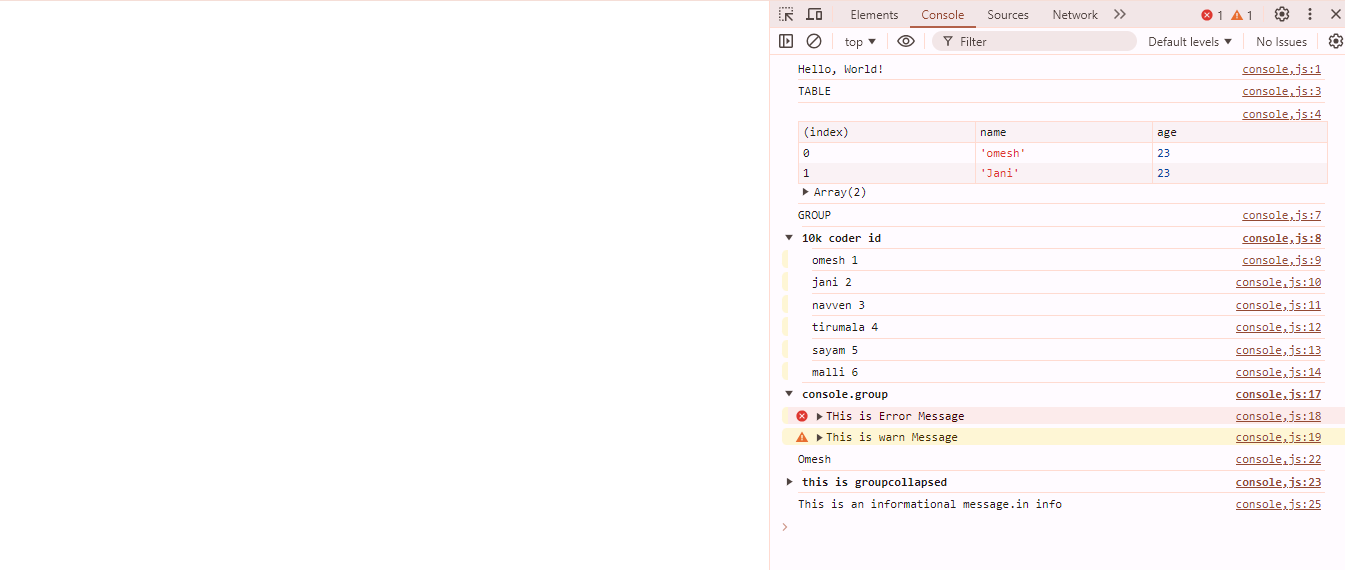 Elements Console Sources Network 1 1
top Filter Default levels No Issues
Hello, World! console,js:1
TABLE console,js:3
console,js:4
(index) name age
0 'omesh' 23
1 'Jani' 23
Array(2)
GROUP console,js:7
10k coder id console,js:8
omesh 1 console,js:9
jani 2 console,js:10
navven 3 console,js:11
tirumala 4 console,js:12
sayam 5 console,js:13
malli 6 console,js:14
console.group console,js:17
THis is Error Message console,js:18
This is warn Message console,js:19
Omesh console,js:22
this is groupcollapsed console,js:23
This is an informational message.in info console,js:25